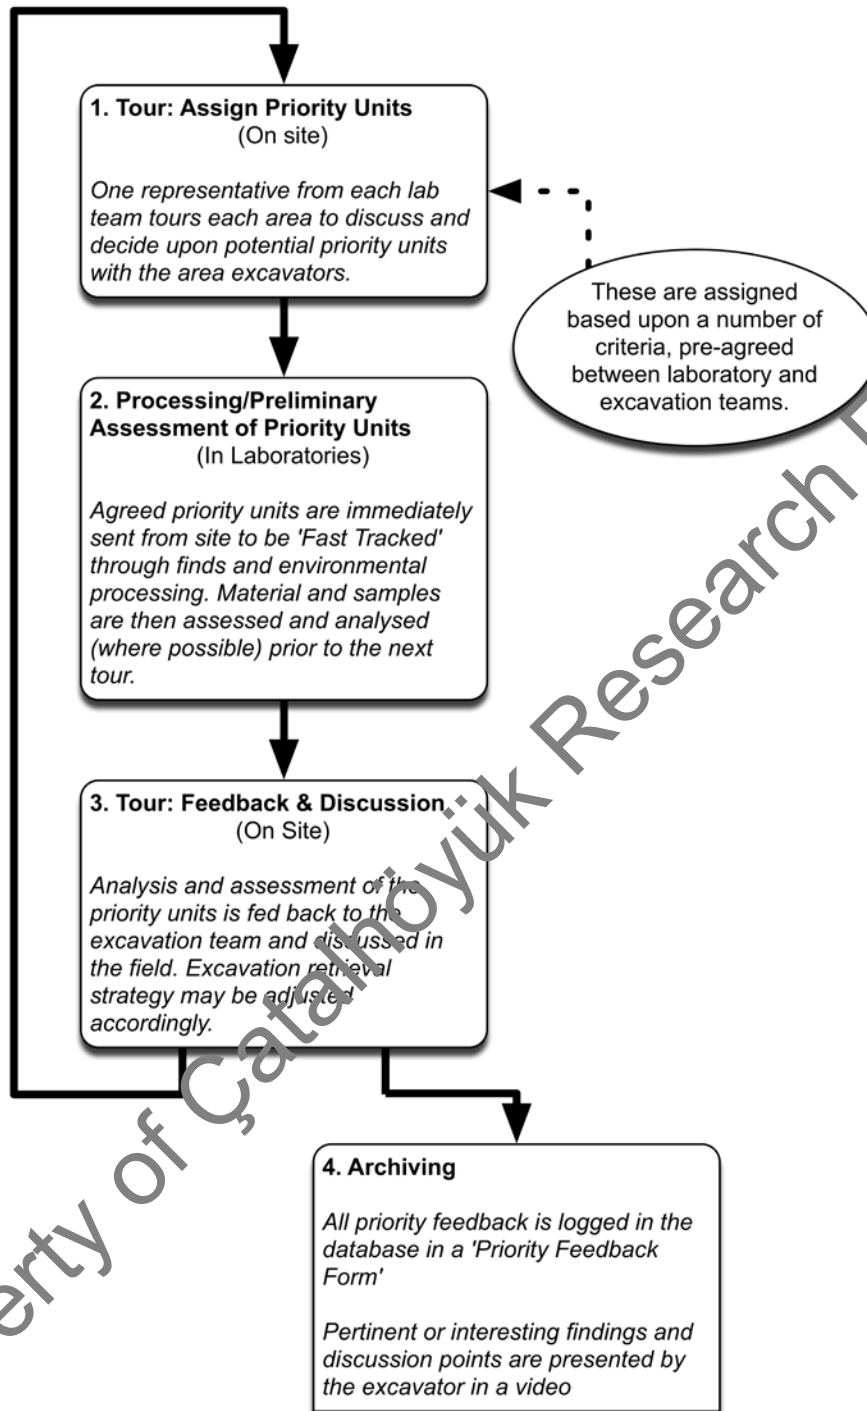 1. Tour: Assign Priority Units
(On site)
One representative from each lab
team tours each area to discuss and
decide upon potential priority units
with the area excavators.
These are assigned
based upon a number of
criteria, pre-agreed
between laboratory and
excavation teams.
2. Processing/Preliminary
Assessment of Priority Units
(In Laboratories)
Agreed priority units are immediately
sent from site to be 'Fast Tracked'
through finds and environmental
processing. Material and samples
are then assessed and analysed
(where possible) prior to the next
tour.
3. Tour: Feedback & Discussion
(On Site)
Analysis and assessment of the
priority units is fed back to the
excavation team and discussed in
the field. Excavation retrieval
strategy may be adjusted
accordingly.
4. Archiving
All priority feedback is logged in the
database in a 'Priority Feedback
Form'
Pertinent or interesting findings and
discussion points are presented by
the excavator in a video
erty of Çatalhöyük Research